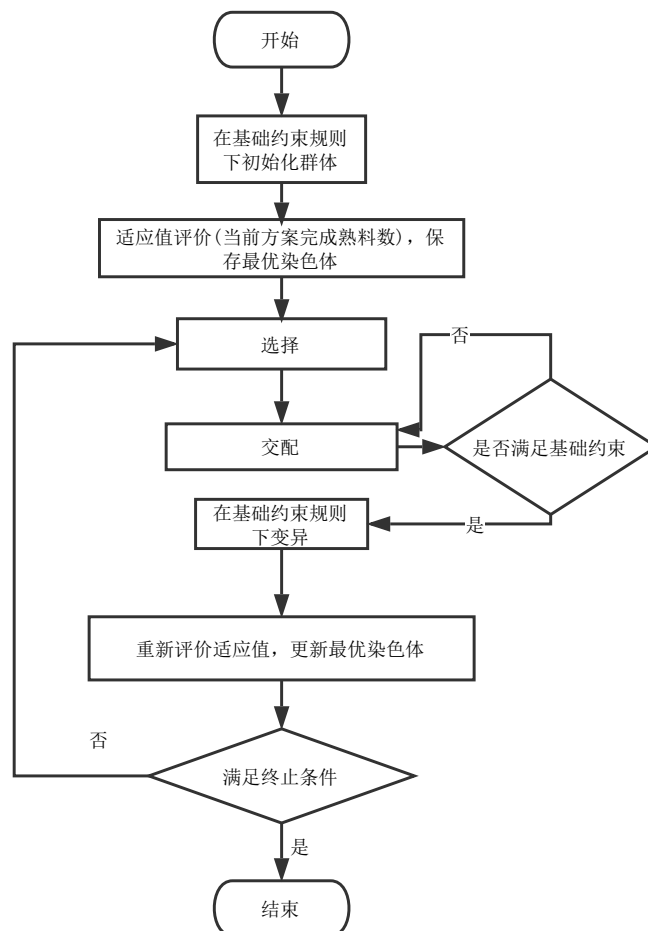 开始
在基础约束规则
下初始化群体
适应值评价(当前方案完成熟料数)，保
存最优染色体
选择
否
交配
是否满足基础约束
在基础约束规则
下变异
是
重新评价适应值，更新最优染色体
否
满足终止条件
是
结束